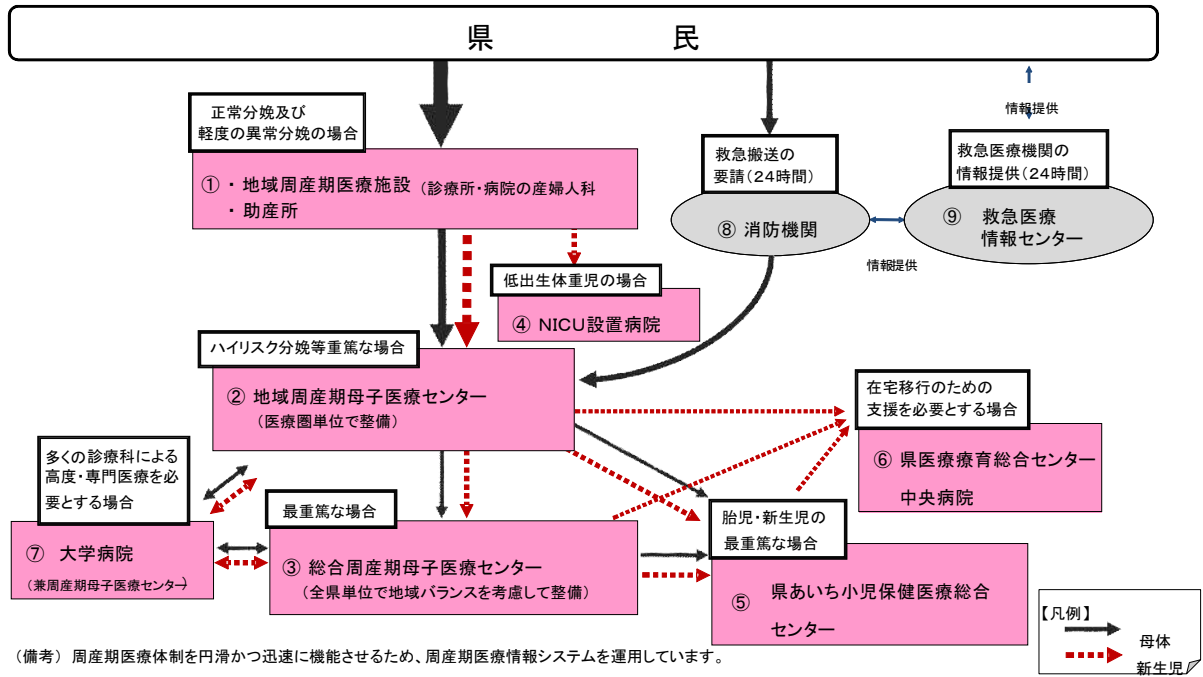 県 民
正常分娩及び
軽度の異常分娩の場合
① ・地域周産期医療施設（診療所・病院の産婦人科
・助産所
救急搬送の
要請（２４時間）
⑧ 消防機関
情報提供
救急医療機関の
情報提供（２４時間）
⑨ 救急医療
情報センター
情報提供
低出生体重児の場合
④ ＮＩＣＵ設置病院
ハイリスク分娩等重篤な場合
② 地域周産期母子医療センター
（医療圏単位で整備）
在宅移行のための
支援を必要とする場合
⑥ 県医療療育総合センター
中央病院
多くの診療科による
高度・専門医療を必
要とする場合
⑦ 大学病院
（兼周産期母子医療センター）
最重篤な場合
③ 総合周産期母子医療センター
（全県単位で地域バランスを考慮して整備）
胎児・新生児の
最重篤な場合
⑤ 県あいち小児保健医療総合
センター
【凡例】
母体
新生児
（備考） 周産期医療体制を円滑かつ迅速に機能させるため、周産期医療情報システムを運用しています。